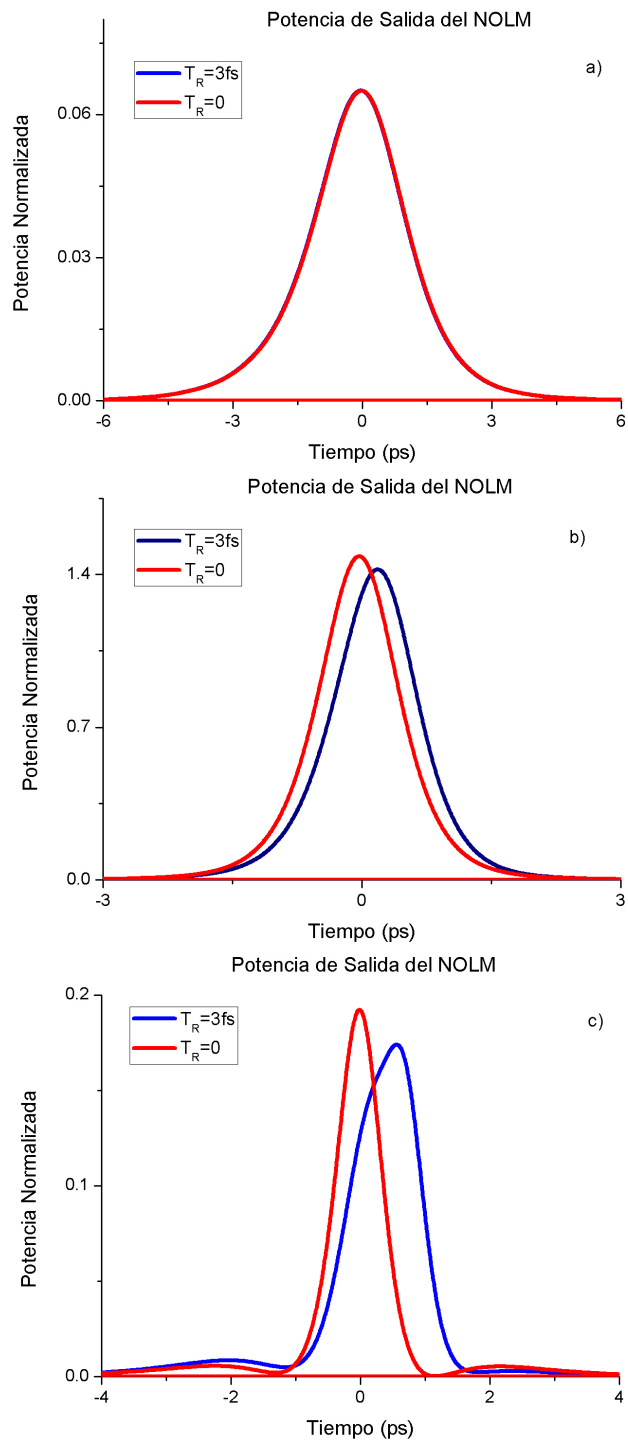 Potencia de Salida del NOLM
a)
T_R=3fs
T_R=0
Potencia Normalizada
0.06
0.03
0.00
-6 -3 0 3 6
Tiempo (ps)
Potencia de Salida del NOLM
b)
T_R=3fs
T_R=0
Potencia Normalizada
1.4
0.7
0.0
-3 0 3
Tiempo (ps)
Potencia de Salida del NOLM
c)
T_R=3fs
T_R=0
Potencia Normalizada
0.2
0.1
0.0
-4 -2 0 2 4
Tiempo (ps)